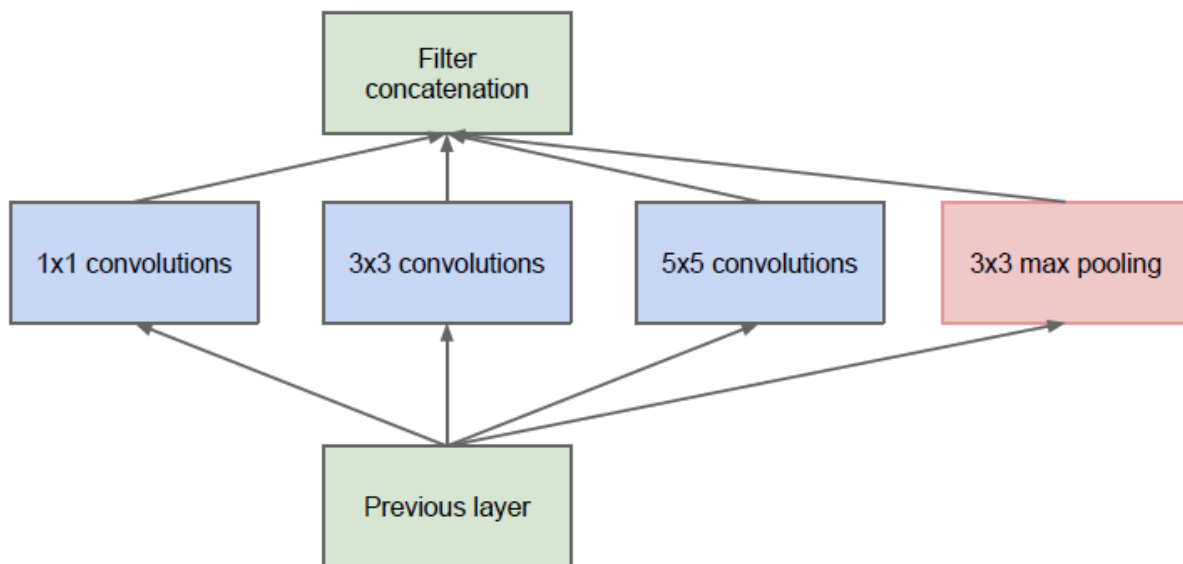 Filter
concatenation
1x1 convolutions
3x3 convolutions
5x5 convolutions
3x3 max pooling
Previous layer